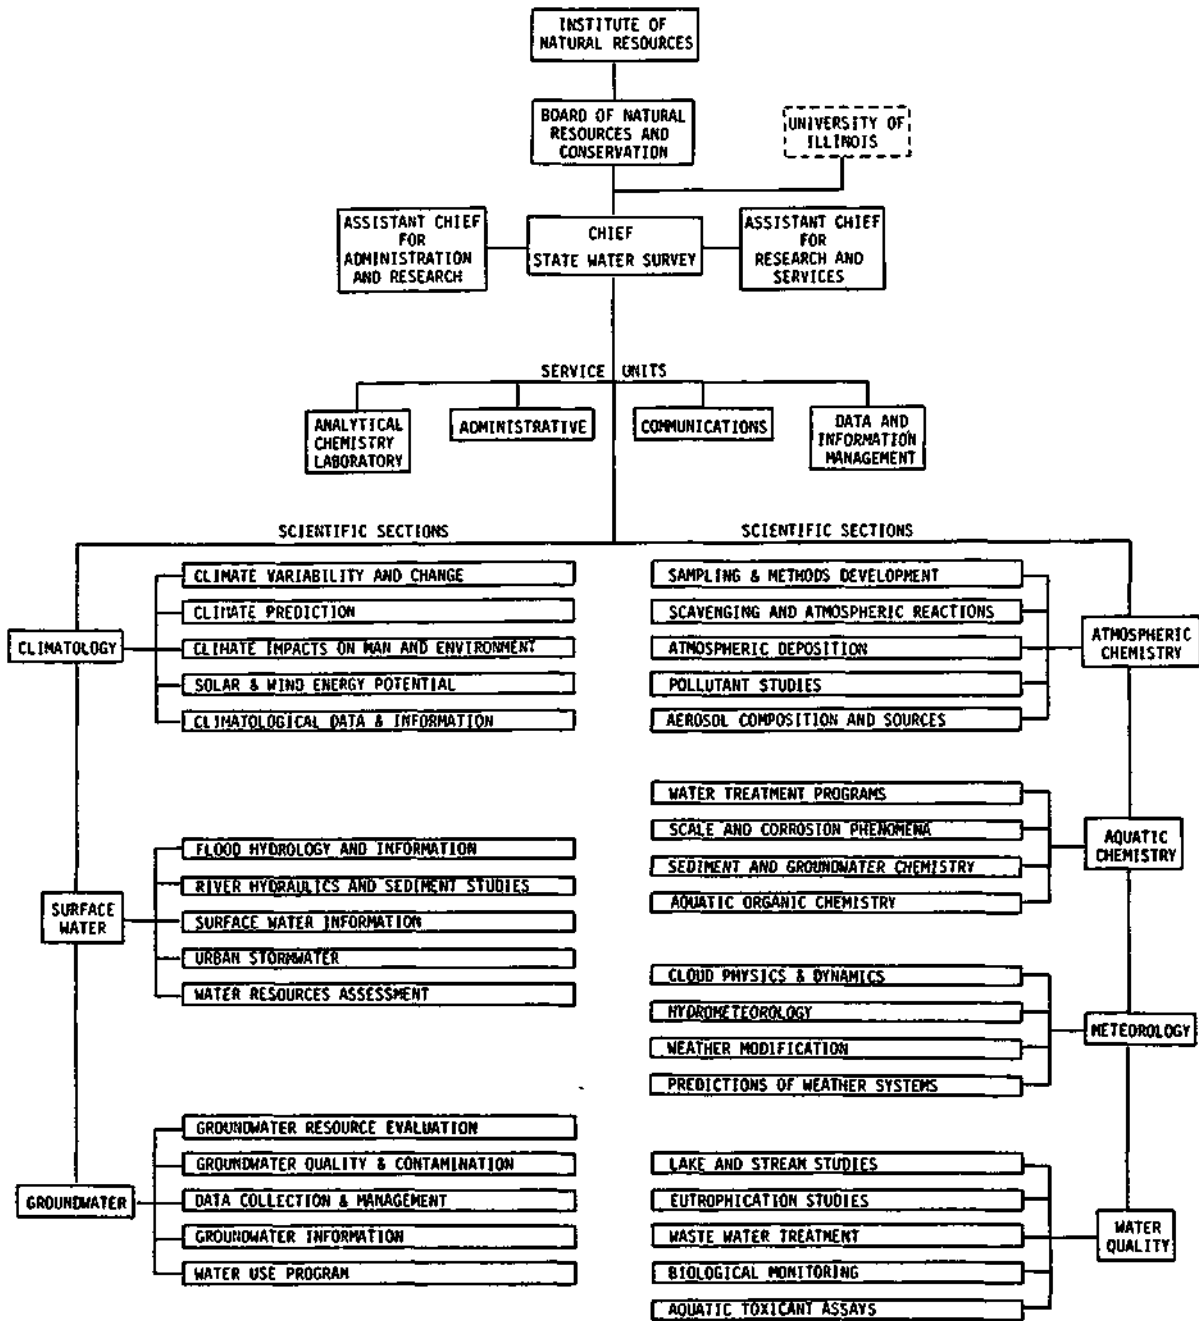 INSTITUTE OF
NATURAL RESOURCES
BOARD OF NATURAL
RESOURCES AND
CONSERVATION
UNIVERSITY OF
ILLINOIS
ASSISTANT CHIEF
FOR
ADMINISTRATION
AND RESEARCH
CHIEF
STATE WATER SURVEY
ASSISTANT CHIEF
FOR
RESEARCH AND
SERVICES
SERVICE UNITS
ANALYTICAL
CHEMISTRY
LABORATORY
ADMINISTRATIVE
COMMUNICATIONS
DATA AND
INFORMATION
MANAGEMENT
SCIENTIFIC SECTIONS
CLIMATOLOGY
CLIMATE VARIABILITY AND CHANGE
CLIMATE PREDICTION
CLIMATE IMPACTS ON MAN AND ENVIRONMENT
SOLAR & WIND ENERGY POTENTIAL
CLIMATOLOGICAL DATA & INFORMATION
SURFACE
WATER
FLOOD HYDROLOGY AND INFORMATION
RIVER HYDRAULICS AND SEDIMENT STUDIES
SURFACE WATER INFORMATION
URBAN STORMWATER
WATER RESOURCES ASSESSMENT
GROUNDWATER
GROUNDWATER RESOURCE EVALUATION
GROUNDWATER QUALITY & CONTAMINATION
DATA COLLECTION & MANAGEMENT
GROUNDWATER INFORMATION
WATER USE PROGRAM
SCIENTIFIC SECTIONS
SAMPLING & METHODS DEVELOPMENT
SCAVENGING AND ATMOSPHERIC REACTIONS
ATMOSPHERIC DEPOSITION
POLLUTANT STUDIES
AEROSOL COMPOSITION AND SOURCES
ATMOSPHERIC
CHEMISTRY
WATER TREATMENT PROGRAMS
SCALE AND CORROSION PHENOMENA
SEDIMENT AND GROUNDWATER CHEMISTRY
AQUATIC ORGANIC CHEMISTRY
AQUATIC
CHEMISTRY
CLOUD PHYSICS & DYNAMICS
HYDROMETEOROLOGY
WEATHER MODIFICATION
PREDICTIONS OF WEATHER SYSTEMS
METEOROLOGY
LAKE AND STREAM STUDIES
EUTROPHICATION STUDIES
WASTE WATER TREATMENT
BIOLOGICAL MONITORING
AQUATIC TOXICANT ASSAYS
WATER
QUALITY